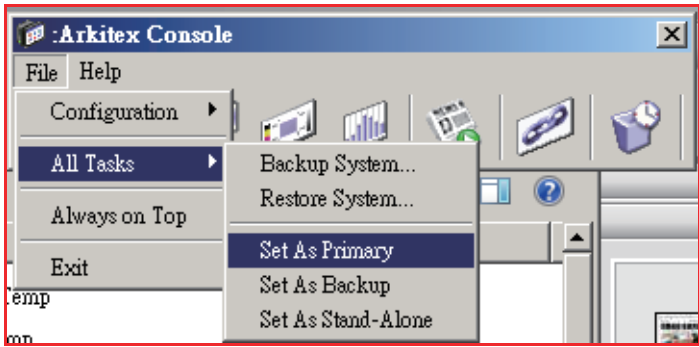 :Arkitex Console
File Help
Configuration
All Tasks
Always on Top
Exit
Backup System...
Restore System...
Set As Primary
Set As Backup
Set As Stand-Alone
Temp